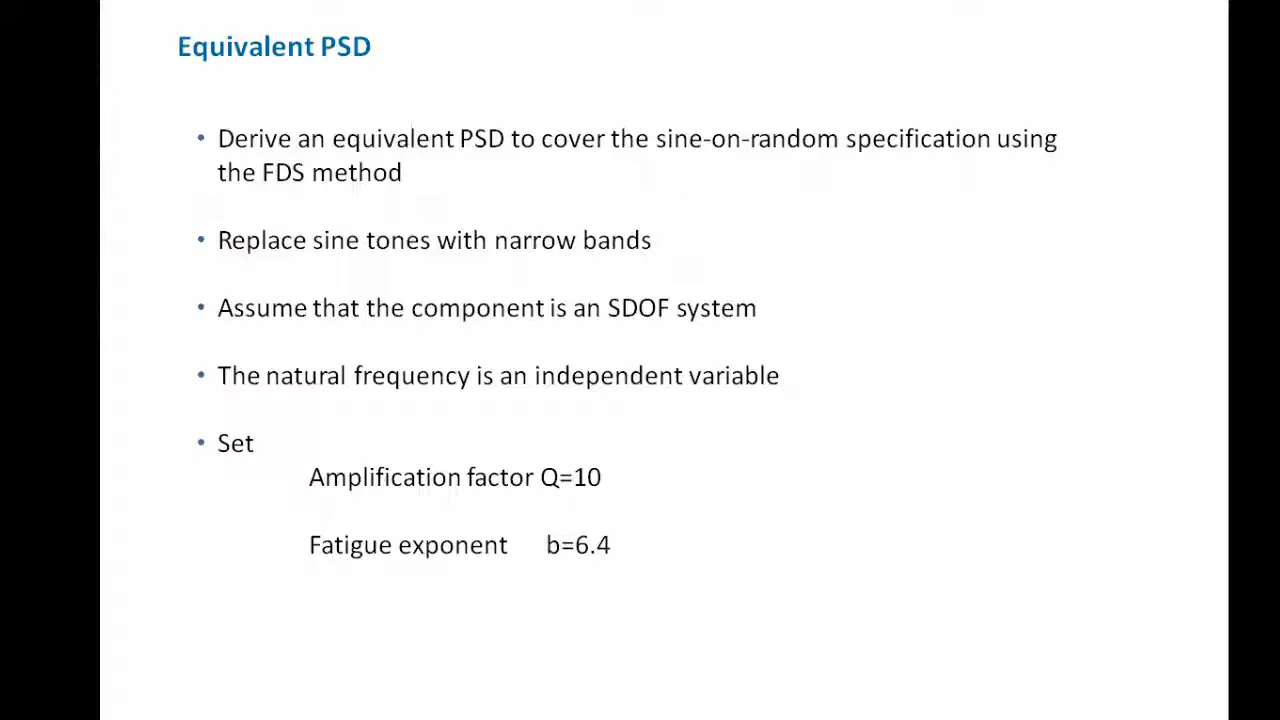 Equivalent PSD
• Derive an equivalent PSD to cover the sine-on-random specification using
the FDS method
• Replace sine tones with narrow bands
• Assume that the component is an SDOF system
• The natural frequency is an independent variable
• Set
Amplification factor Q=10
Fatigue exponent b=6.4